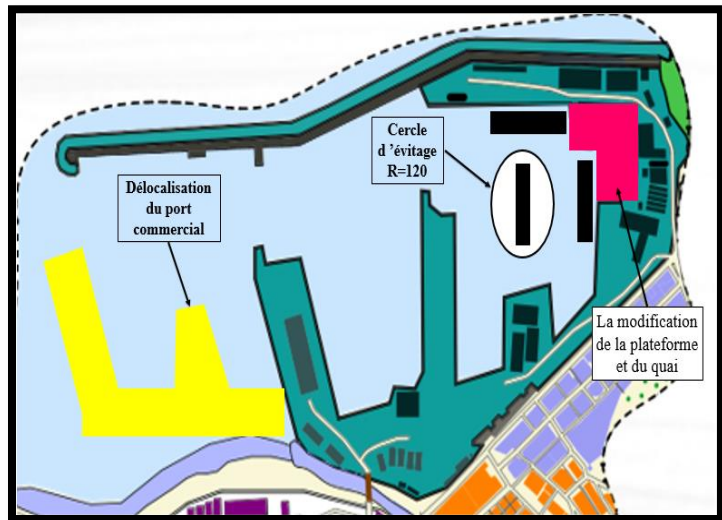 Cercle
d ’évitage
R=120
Délocalisation
du port
commercial
La modification
de la plateforme
et du quai